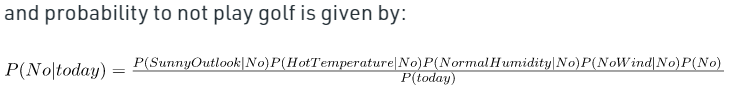 and probability to not play golf is given by:
P(No|today) = \frac{P(SunnyOutlook|No)P(HotTemperature|No)P(NormalHumidity|No)P(NoWind|No)P(No)}{P(today)}